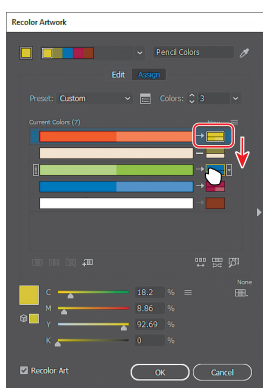 Recolor Artwork
Pencil Colors
Edit Assign
Preset: Custom Colors: 3
Current Colors (7) New
None
C 18.2 %
M 8.86 %
Y 92.69 %
K 0 %
Recolor Art OK Cancel